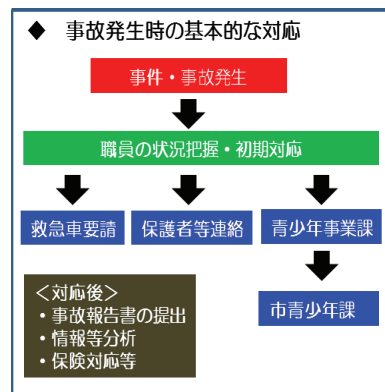 ◆ 事故発生時の基本的な対応
事件・事故発生
職員の状況把握・初期対応
救急車要請
保護者等連絡
青少年事業課
市青少年課
＜対応後＞
・事故報告書の提出
・情報等分析
・保険対応等